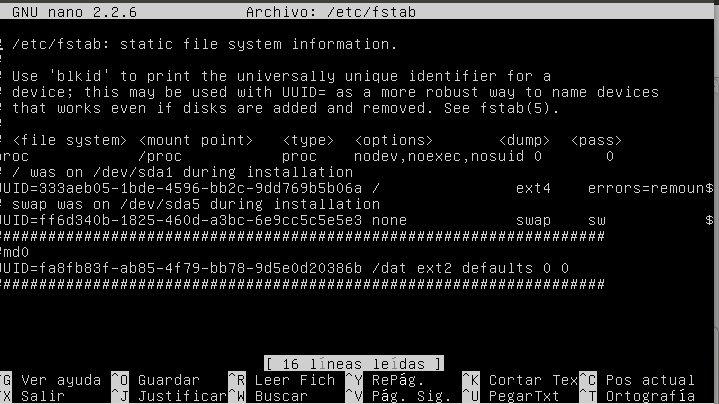 GNU nano 2.2.6 Archivo: /etc/fstab
# /etc/fstab: static file system information.
#
# Use 'blkid' to print the universally unique identifier for a
# device; this may be used with UUID= as a more robust way to name devices
# that works even if disks are added and removed. See fstab(5).
#
# <file system> <mount point> <type> <options> <dump> <pass>
proc /proc proc nodev,noexec,nosuid 0 0
# / was on /dev/sda1 during installation
UUID=333aeb05-1bde-4596-bb2c-9dd769b5b06a / ext4 errors=remoun$
# swap was on /dev/sda5 during installation
UUID=ff6d340b-1825-460d-a3bc-6e9cc5c5e5e3 none swap sw $
################################################################
#md0
UUID=fa8fb83f-ab85-4f79-bb78-9d5e0d20386b /dat ext2 defaults 0 0
################################################################
[ 16 líneas leídas ]
^G Ver ayuda ^O Guardar ^R Leer Fich ^Y RePág. ^K Cortar Tex ^C Pos actual
^X Salir ^J Justificar ^W Buscar ^V Pág. Sig. ^U PegarTxt ^T Ortografía